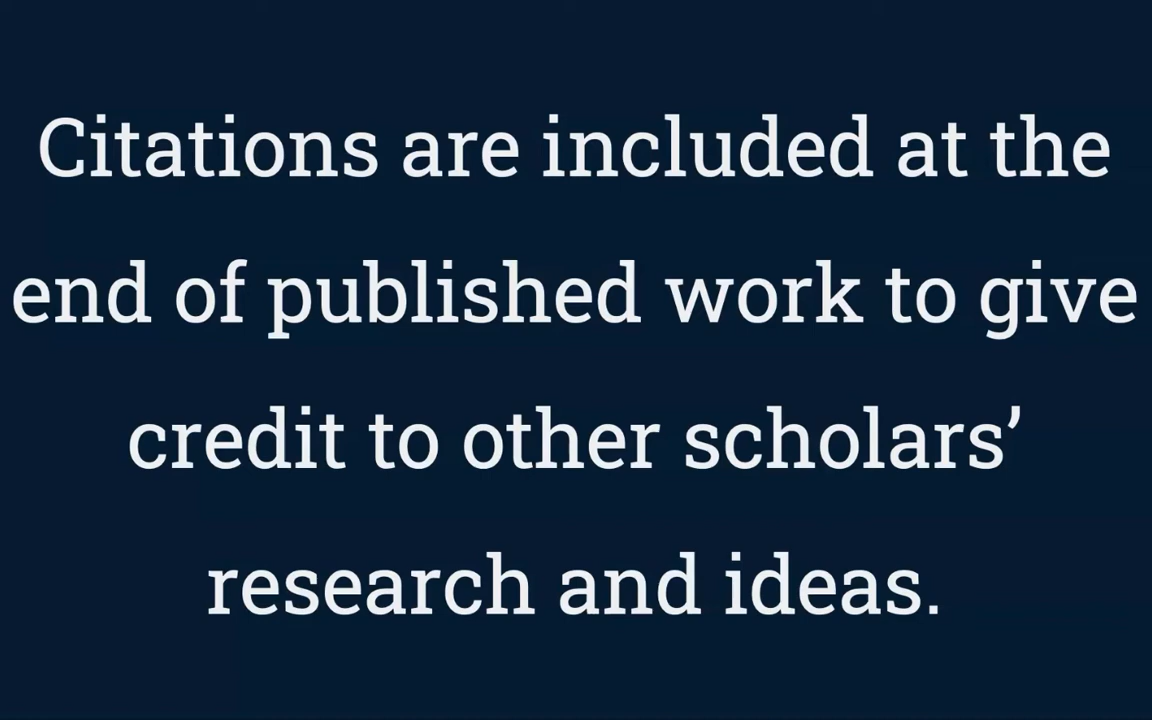 Citations are included at the
end of published work to give
credit to other scholars’
research and ideas.